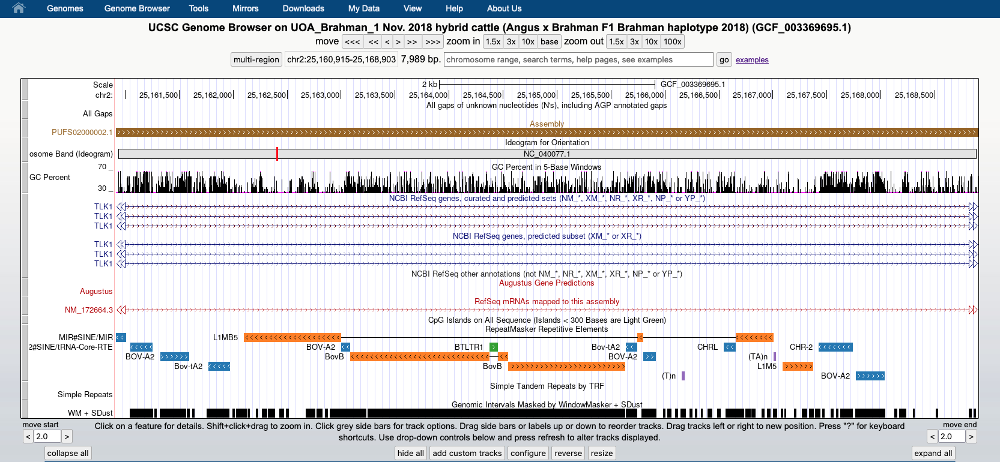 Genomes Genome Browser Tools Mirrors Downloads My Data View Help About Us
UCSC Genome Browser on UOA_Brahman_1 Nov. 2018 hybrid cattle (Angus x Brahman F1 Brahman haplotype 2018) (GCF_003369695.1)
move <<< << < > >> >>> zoom in 1.5x 3x 10x base zoom out 1.5x 3x 10x 100x
multi-region chr2:25,160,915-25,168,903 7,989 bp. chromosome range, search terms, help pages, see examples go examples
Scale 2 kb GCF_003369695.1
chr2: 25,161,500 25,162,000 25,162,500 25,163,000 25,163,500 25,164,000 25,164,500 25,165,000 25,165,500 25,166,000 25,166,500 25,167,000 25,167,500 25,168,000 25,168,500
All gaps of unknown nucleotides (N's), including AGP annotated gaps
All Gaps
Assembly
PUFS02000002.1
Ideogram for Orientation
osome Band (Ideogram) NC_040077.1
70 _ GC Percent in 5-Base Windows
GC Percent
30 _
NCBI RefSeq genes, curated and predicted sets (NM_*, XM_*, NR_*, XR_*, NP_* or YP_*)
TLK1
TLK1
TLK1
NCBI RefSeq genes, predicted subset (XM_* or XR_*)
TLK1
TLK1
TLK1
NCBI RefSeq other annotations (not NM_*, NR_*, XM_*, XR_*, NP_* or YP_*)
Augustus Gene Predictions
Augustus
RefSeq mRNAs mapped to this assembly
NM_172664.3
CpG Islands on All Sequence (Islands < 300 Bases are Light Green)
RepeatMasker Repetitive Elements
MIR#SINE/MIR L1MB5
2#SINE/tRNA-Core-RTE BOV-A2 BTLTR1 Bov-tA2 CHRL CHR-2
BOV-A2 BovB BOV-A2 (TA)n
Bov-tA2 BovB L1M5
(T)n BOV-A2
Simple Tandem Repeats by TRF
Simple Repeats
Genomic Intervals Masked by WindowMasker + SDust
WM + SDust
move start Click on a feature for details. Shift+click+drag to zoom in. Click grey side bars for track options. Drag side bars or labels up or down to reorder tracks. Drag tracks left or right to new position. Press "?" for keyboard move end
< 2.0 > shortcuts. Use drop-down controls below and press refresh to alter tracks displayed. < 2.0 >
collapse all hide all add custom tracks configure reverse resize expand all